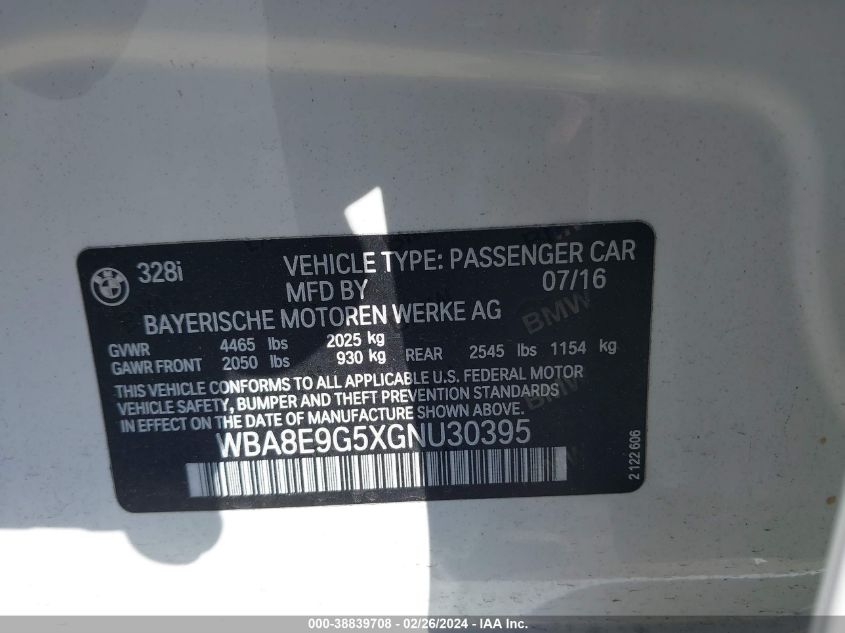 328i VEHICLE TYPE: PASSENGER CAR
MFD BY 07/16
BAYERISCHE MOTOREN WERKE AG
GVWR 4465 lbs 2025 kg
GAWR FRONT 2050 lbs 930 kg REAR 2545 lbs 1154 kg
THIS VEHICLE CONFORMS TO ALL APPLICABLE U.S. FEDERAL MOTOR
VEHICLE SAFETY, BUMPER AND THEFT PREVENTION STANDARDS
IN EFFECT ON THE DATE OF MANUFACTURE SHOWN ABOVE.
WBA8E9G5XGNU30395
2 122 606
BMW
000-38839708 - 02/26/2024 - IAA Inc.